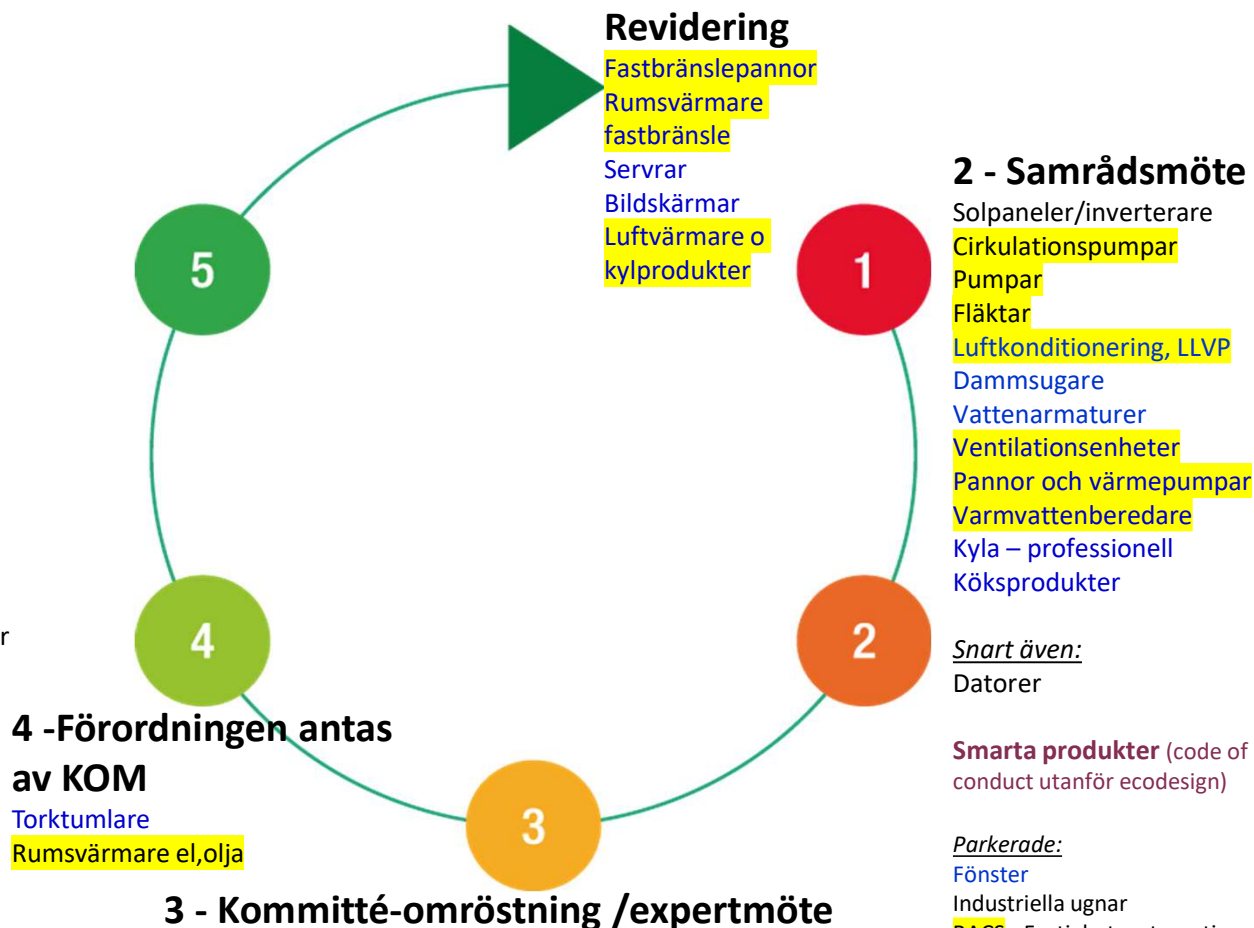 Revidering
Fastbränslepannor
Rumsvärmare
fastbränsle
Servrar
Bildskärmar
Luftvärmare o
kylprodukter
1
2 - Samrådsmöte
Solpaneler/inverterare
Cirkulationspumpar
Pumpar
Fläktar
Luftkonditionering, LLVP
Dammsugare
Vattenarmaturer
Ventilationsenheter
Pannor och värmepumpar
Varmvattenberedare
Kyla – professionell
Köksprodukter
Snart även:
Datorer
Smarta produkter (code of
conduct utanför ecodesign)
Parkerade:
Fönster
Industriella ugnar
2
3
3 - Kommitté-omröstning /expertmöte
4
r
4 -Förordningen antas
av KOM
Torktumlare
Rumsvärmare el,olja
5